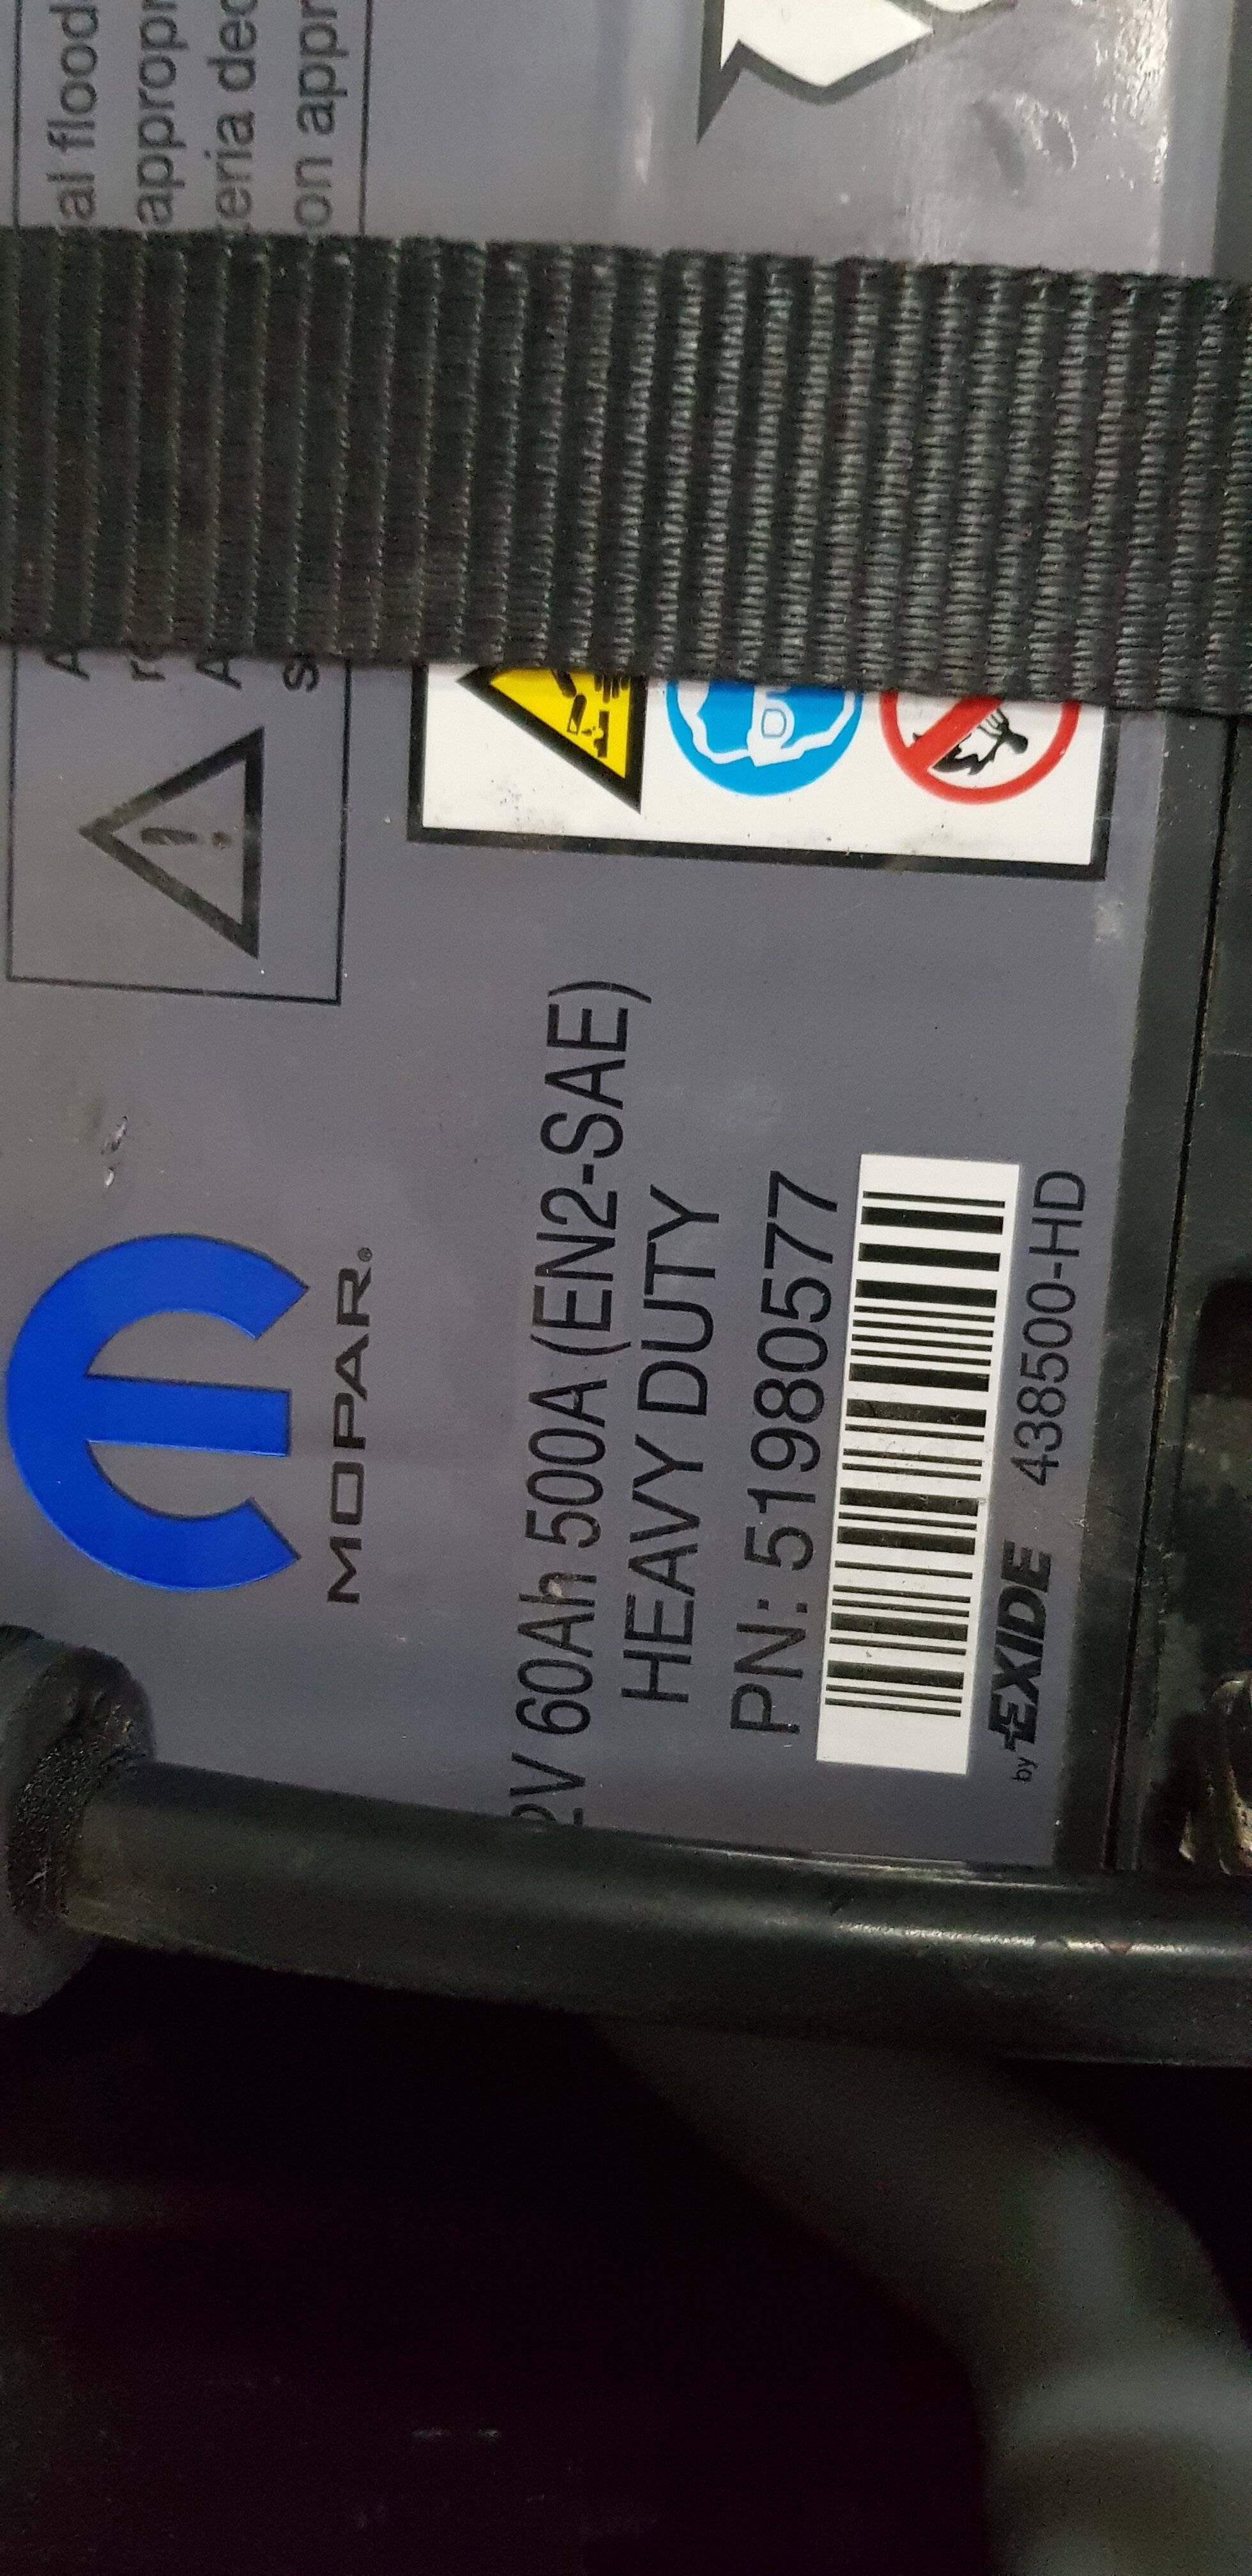 al flood
appropr
eria dec
on appr
MOPAR®
2V 60Ah 500A (EN2-SAE)
HEAVY DUTY
PN: 51980577
by EXIDE 438500-HD